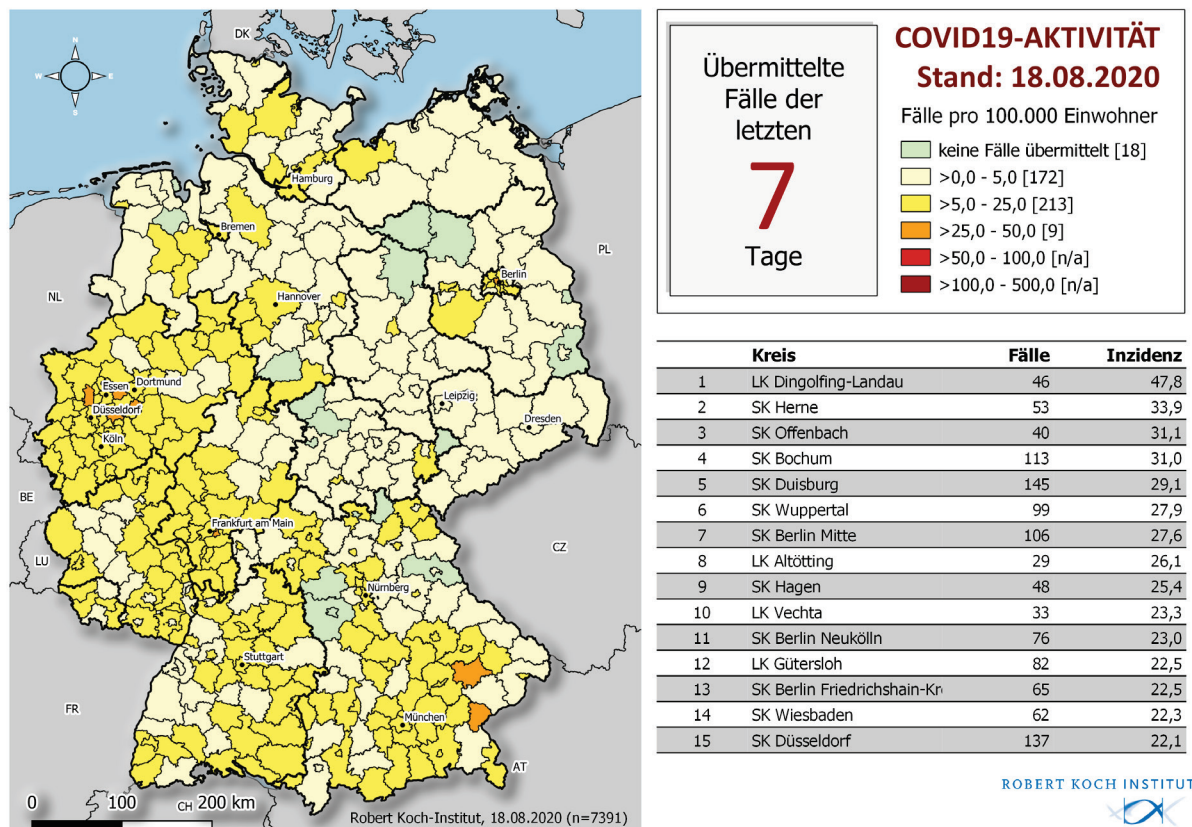 DK
N
W
E
S
PL
NL
BE
LU
FR
CZ
AT
CH
Hamburg
Bremen
Berlin
Hannover
Essen
Dortmund
Düsseldorf
Köln
Leipzig
Dresden
Frankfurt am Main
Nürnberg
Stuttgart
München
0 100 200 km
Robert Koch-Institut, 18.08.2020 (n=7391)
Übermittelte
Fälle der
letzten
7
Tage
COVID19-AKTIVITÄT
Stand: 18.08.2020
Fälle pro 100.000 Einwohner
keine Fälle übermittelt [18]
>0,0 - 5,0 [172]
>5,0 - 25,0 [213]
>25,0 - 50,0 [9]
>50,0 - 100,0 [n/a]
>100,0 - 500,0 [n/a]
Kreis Fälle Inzidenz
1 LK Dingolfing-Landau 46 47,8
2 SK Herne 53 33,9
3 SK Offenbach 40 31,1
4 SK Bochum 113 31,0
5 SK Duisburg 145 29,1
6 SK Wuppertal 99 27,9
7 SK Berlin Mitte 106 27,6
8 LK Altötting 29 26,1
9 SK Hagen 48 25,4
10 LK Vechta 33 23,3
11 SK Berlin Neukölln 76 23,0
12 LK Gütersloh 82 22,5
13 SK Berlin Friedrichshain-Kr 65 22,5
14 SK Wiesbaden 62 22,3
15 SK Düsseldorf 137 22,1
ROBERT KOCH INSTITUT